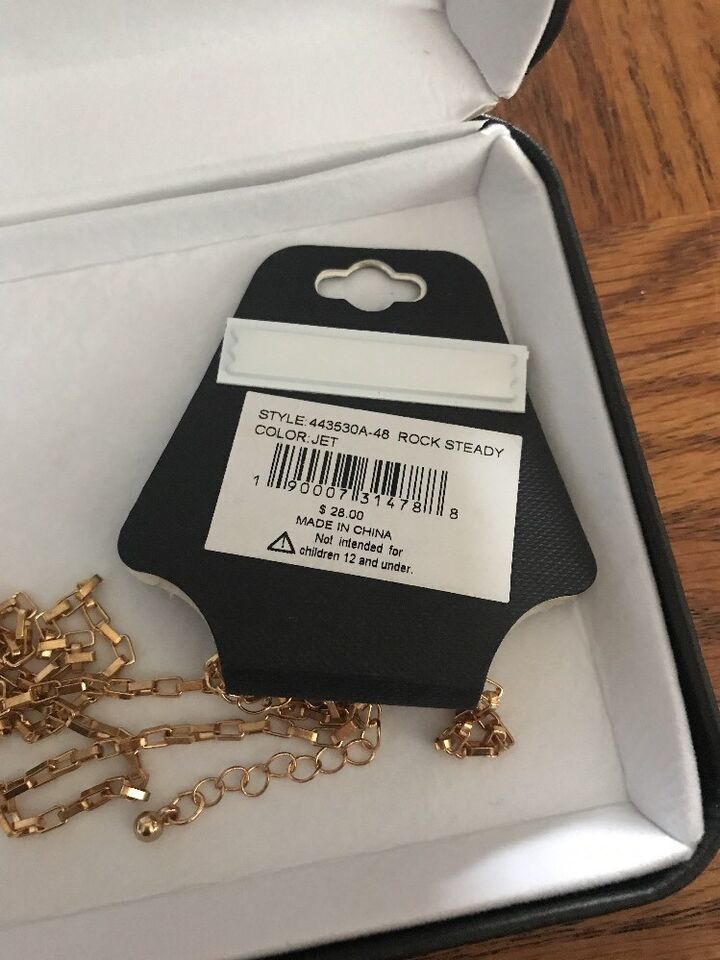 STYLE:443530A-48 ROCK STEADY
COLOR:JET
1 90007 31478 8
$ 28.00
MADE IN CHINA
Not intended for
children 12 and under.